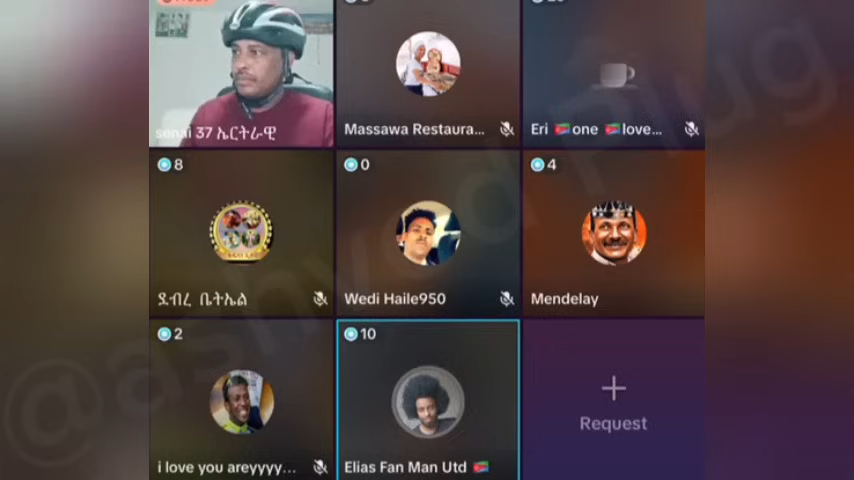 senai 37 ኤርትራዊ
Massawa Restaura...
Eri 🇪🇷one 🇪🇷love...
8
0
4
ደብረ ቤትኤል
Wedi Haile950
Mendelay
2
10
i love you areyyyy...
Elias Fan Man Utd 🇪🇷
Request